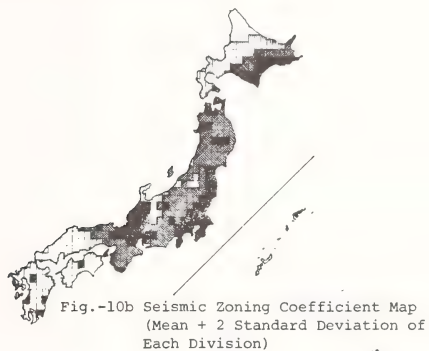 Fig.-10b Seismic Zoning Coefficient Map
(Mean + 2 Standard Deviation of
Each Division)